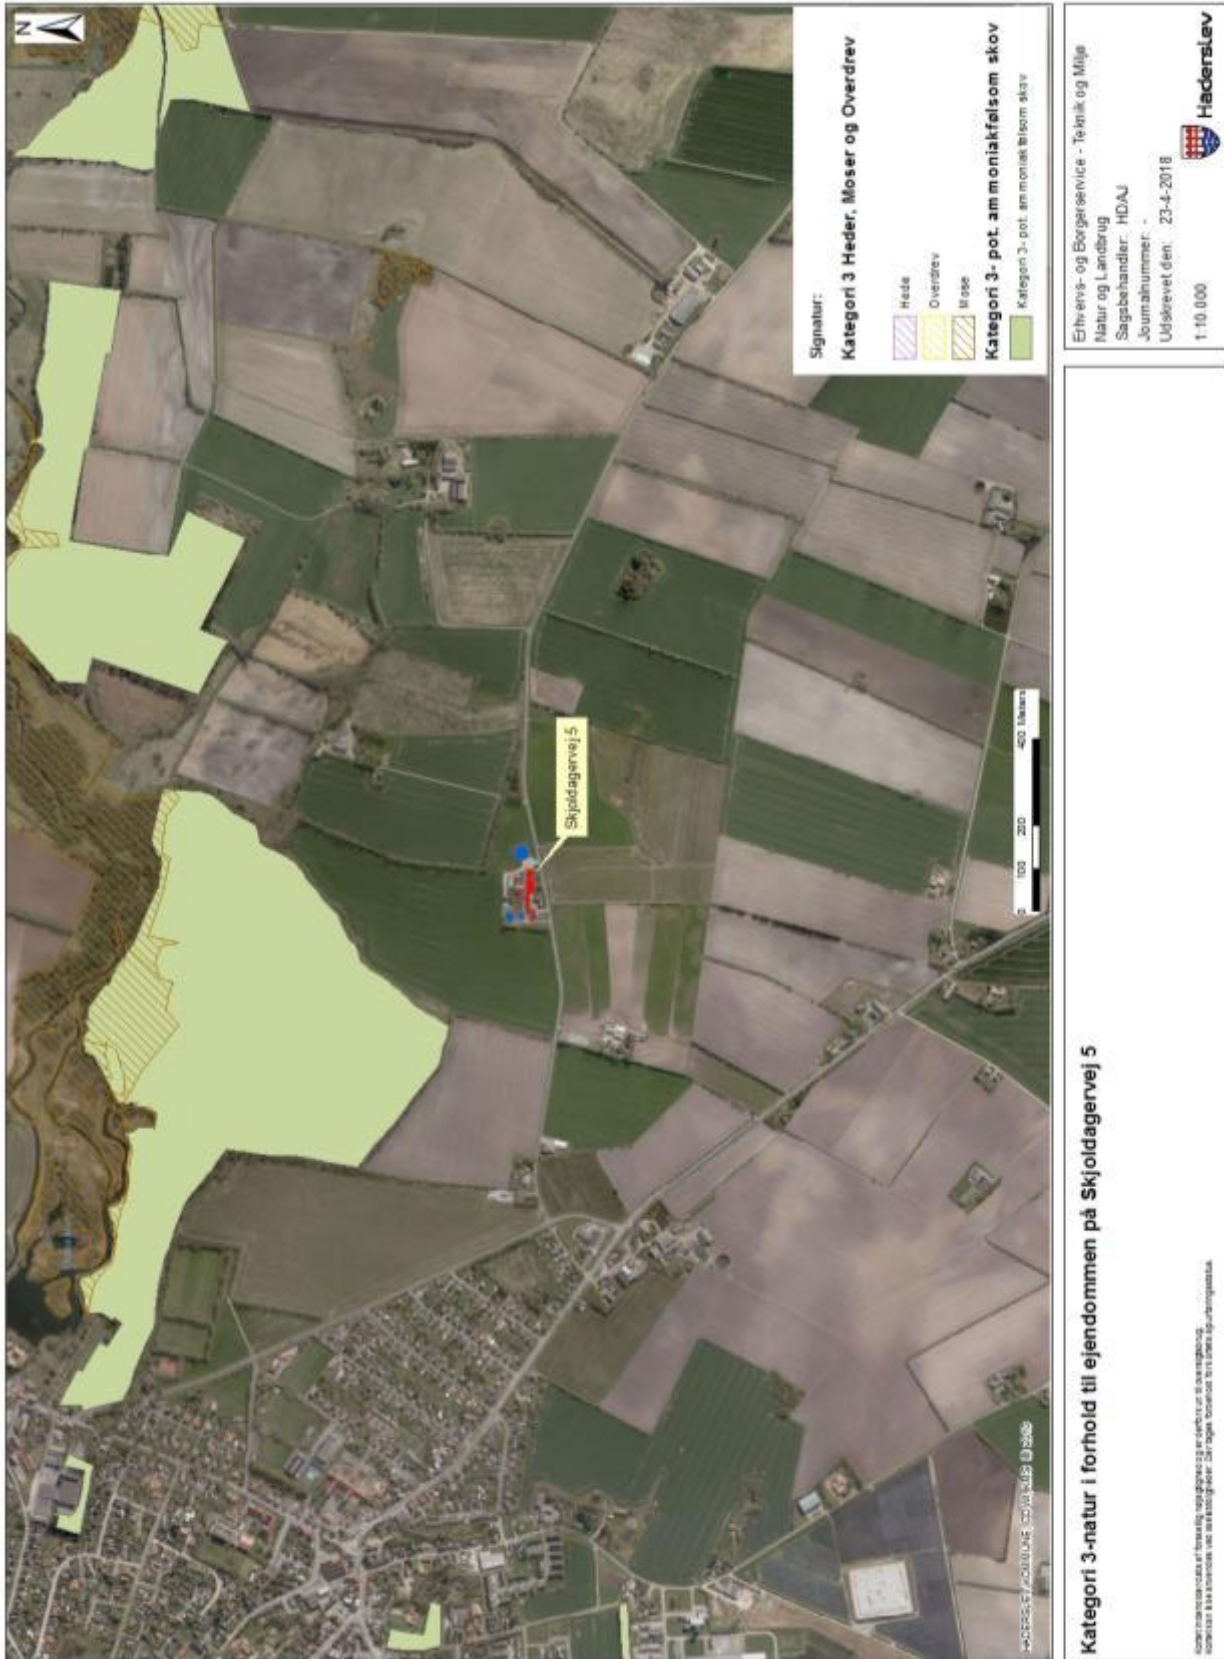 N
Skjoldagervej 5
Signatur:
Kategori 3 Heder, Moser og Overdrev
Hede
Overdrev
Mose
Kategori 3- pot. ammoniakfølsom skov
Kategori 3- pot. ammoniakfølsom skov
0 100 200 400 Meters
Kategori 3-natur i forhold til ejendommen på Skjoldagervej 5
Erhvervs- og Borgerservice - Teknik og Miljø
Natur og Landbrug
Sagsbehandler: HDAJ
Journalnummer: -
Udskrevet den: 23-4-2018
1:10.000
Haderslev